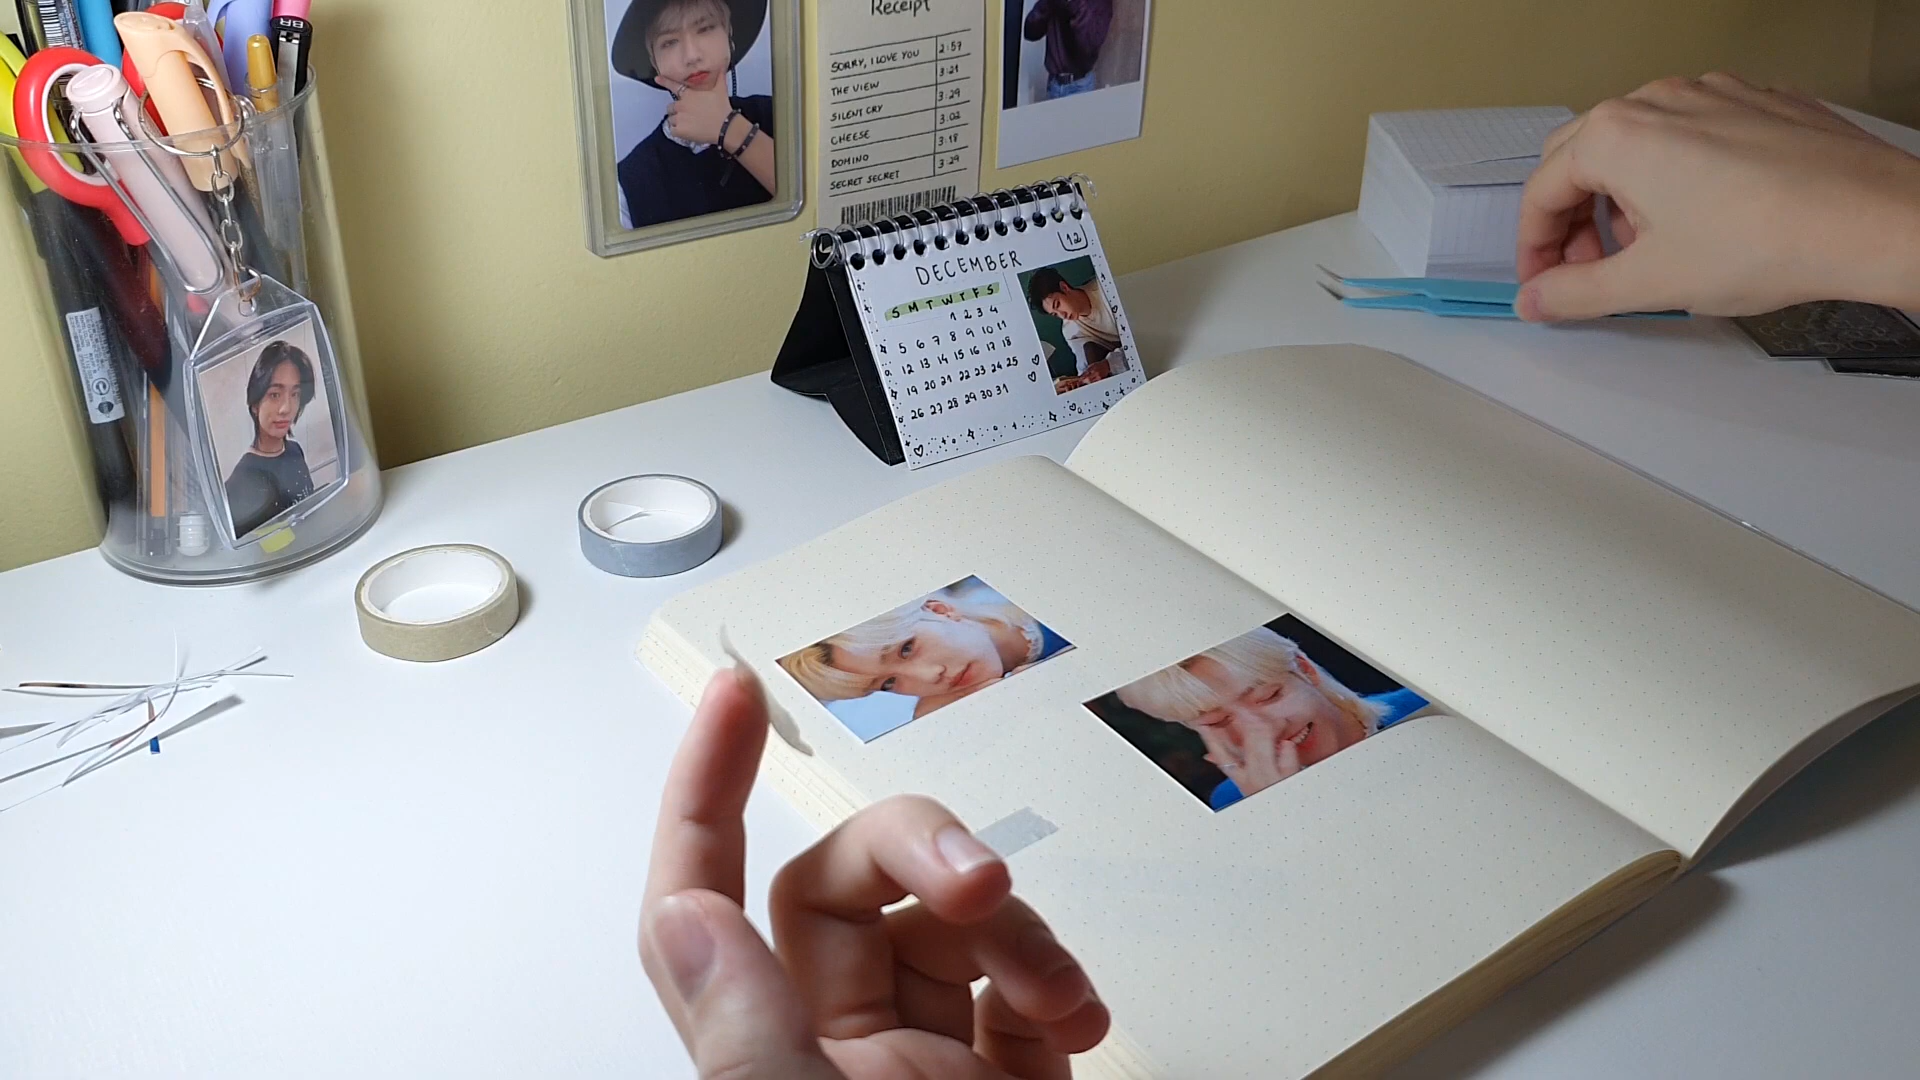 Receipt
SORRY, I LOVE YOU 2:57
THE VIEW 3:21
SILENT CRY 3:29
CHEESE 3:02
DOMINO 3:18
SECRET SECRET 3:29
12
DECEMBER
S M T W T F S
1 2 3 4
5 6 7 8 9 10 11
12 13 14 15 16 17 18
19 20 21 22 23 24 25
26 27 28 29 30 31
BR